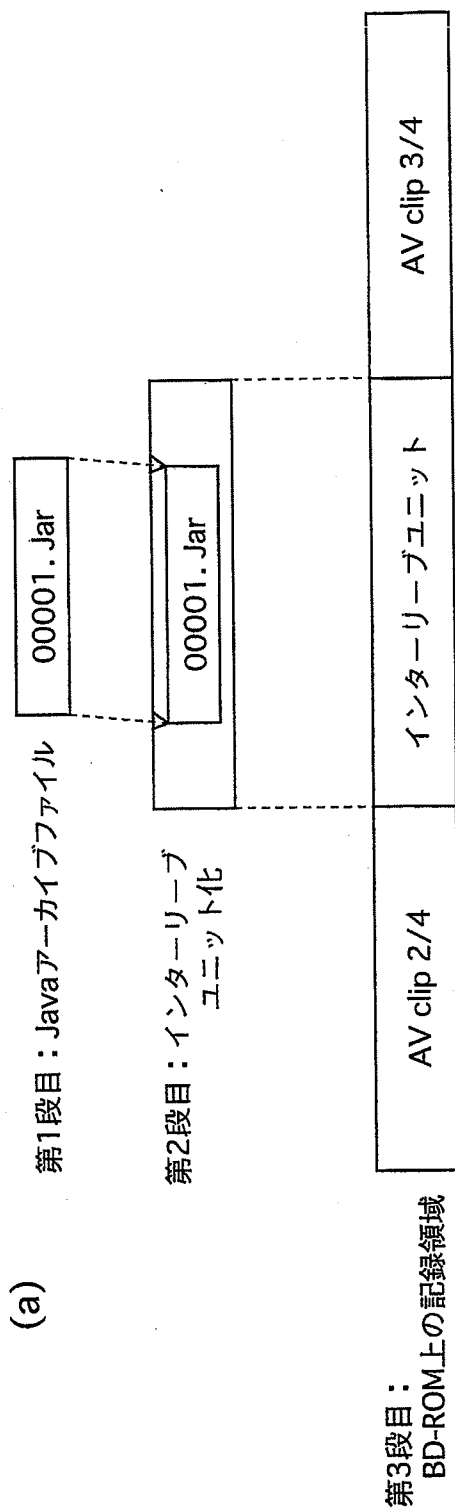 (a)
第1段目：Javaアーカイブファイル
00001. Jar
第2段目：インターリーブ
ユニット化
00001. Jar
第3段目：
BD-ROM上の記録領域
AV clip 2/4
インターリーブユニット
AV clip 3/4